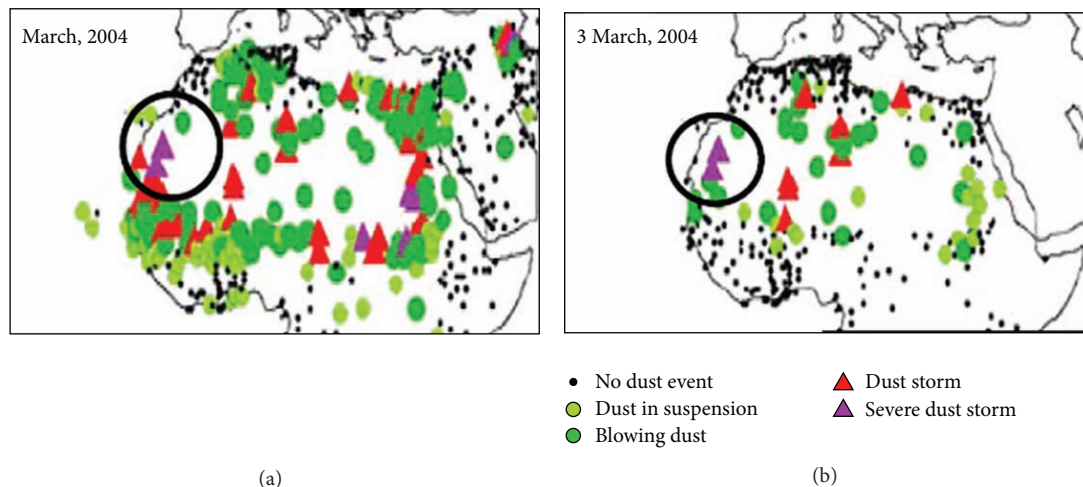 March, 2004
3 March, 2004
No dust event
Dust in suspension
Blowing dust
Dust storm
Severe dust storm
(a)
(b)